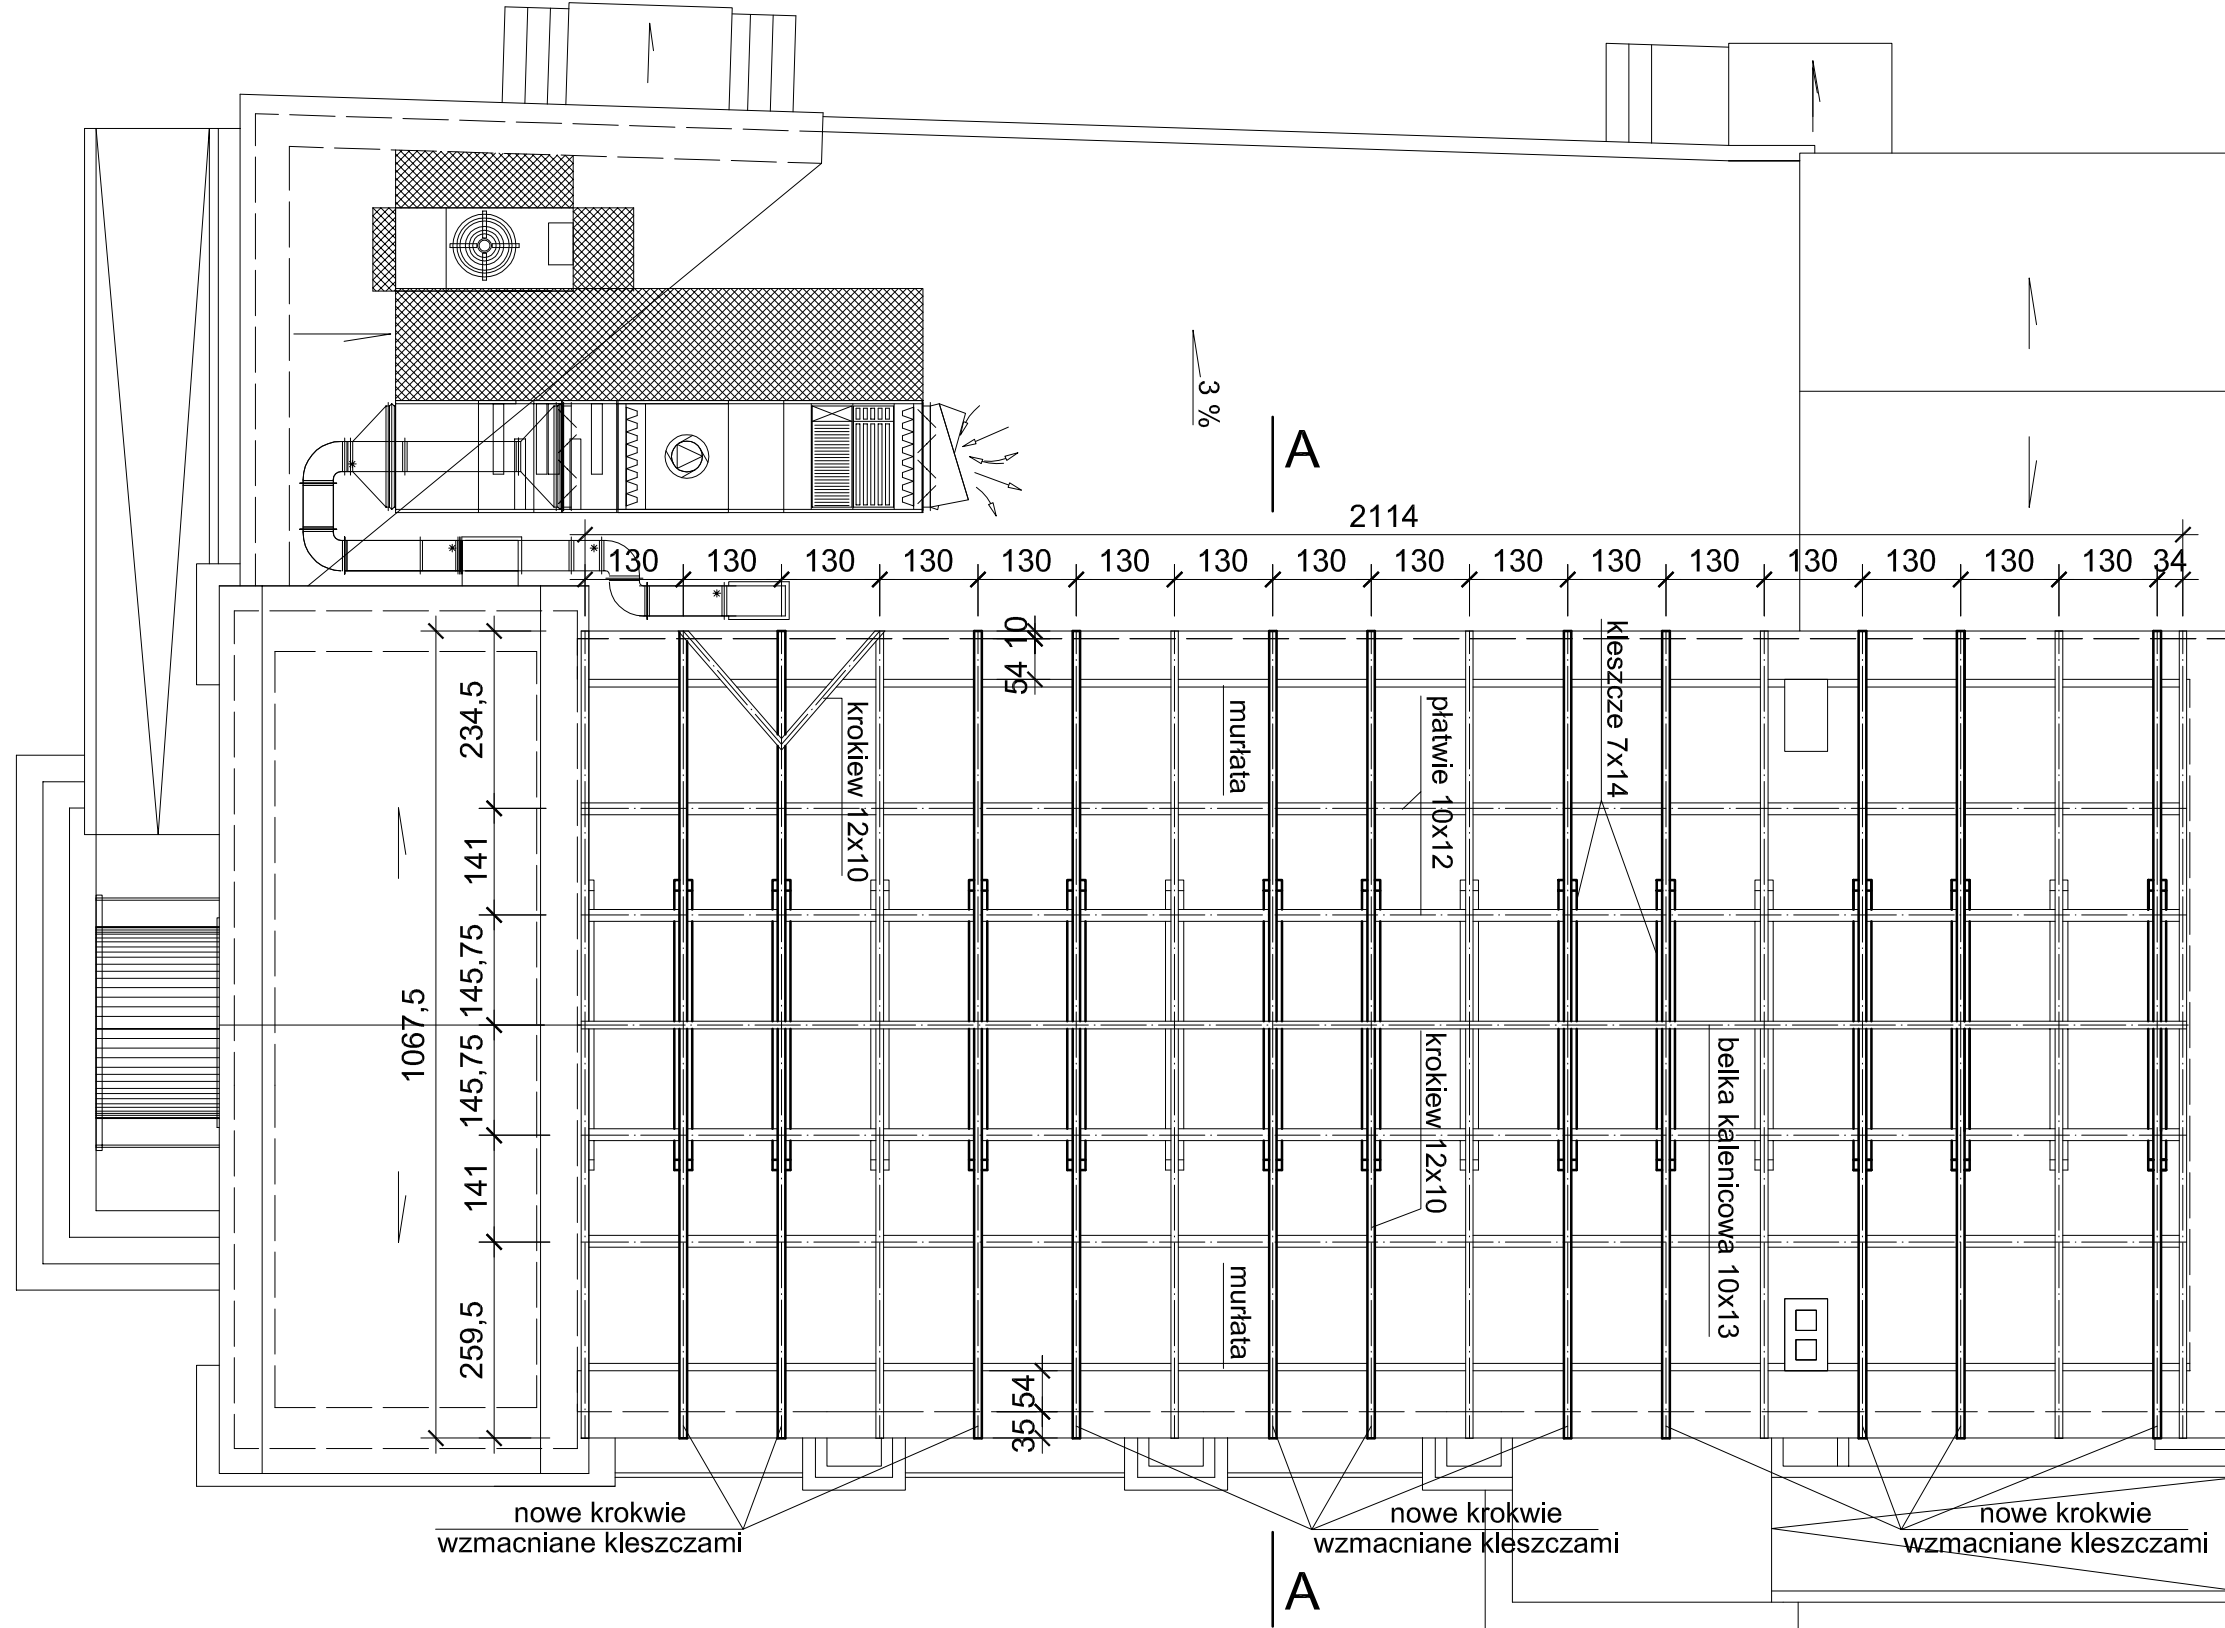 3 %
A
2114
130 130 130 130 130 130 130 130 130 130 130 130 130 130 130 130 34
10
54
234,5
141
145,75
145,75
141
259,5
1067,5
krokiew 12x10
murłata
płatwie 10x12
kleszcze 7x14
krokiew 12x10
belka kalenicowa 10x13
murłata
54
35
nowe krokwie
wzmacniane kleszczami
nowe krokwie
wzmacniane kleszczami
nowe krokwie
wzmacniane kleszczami
A